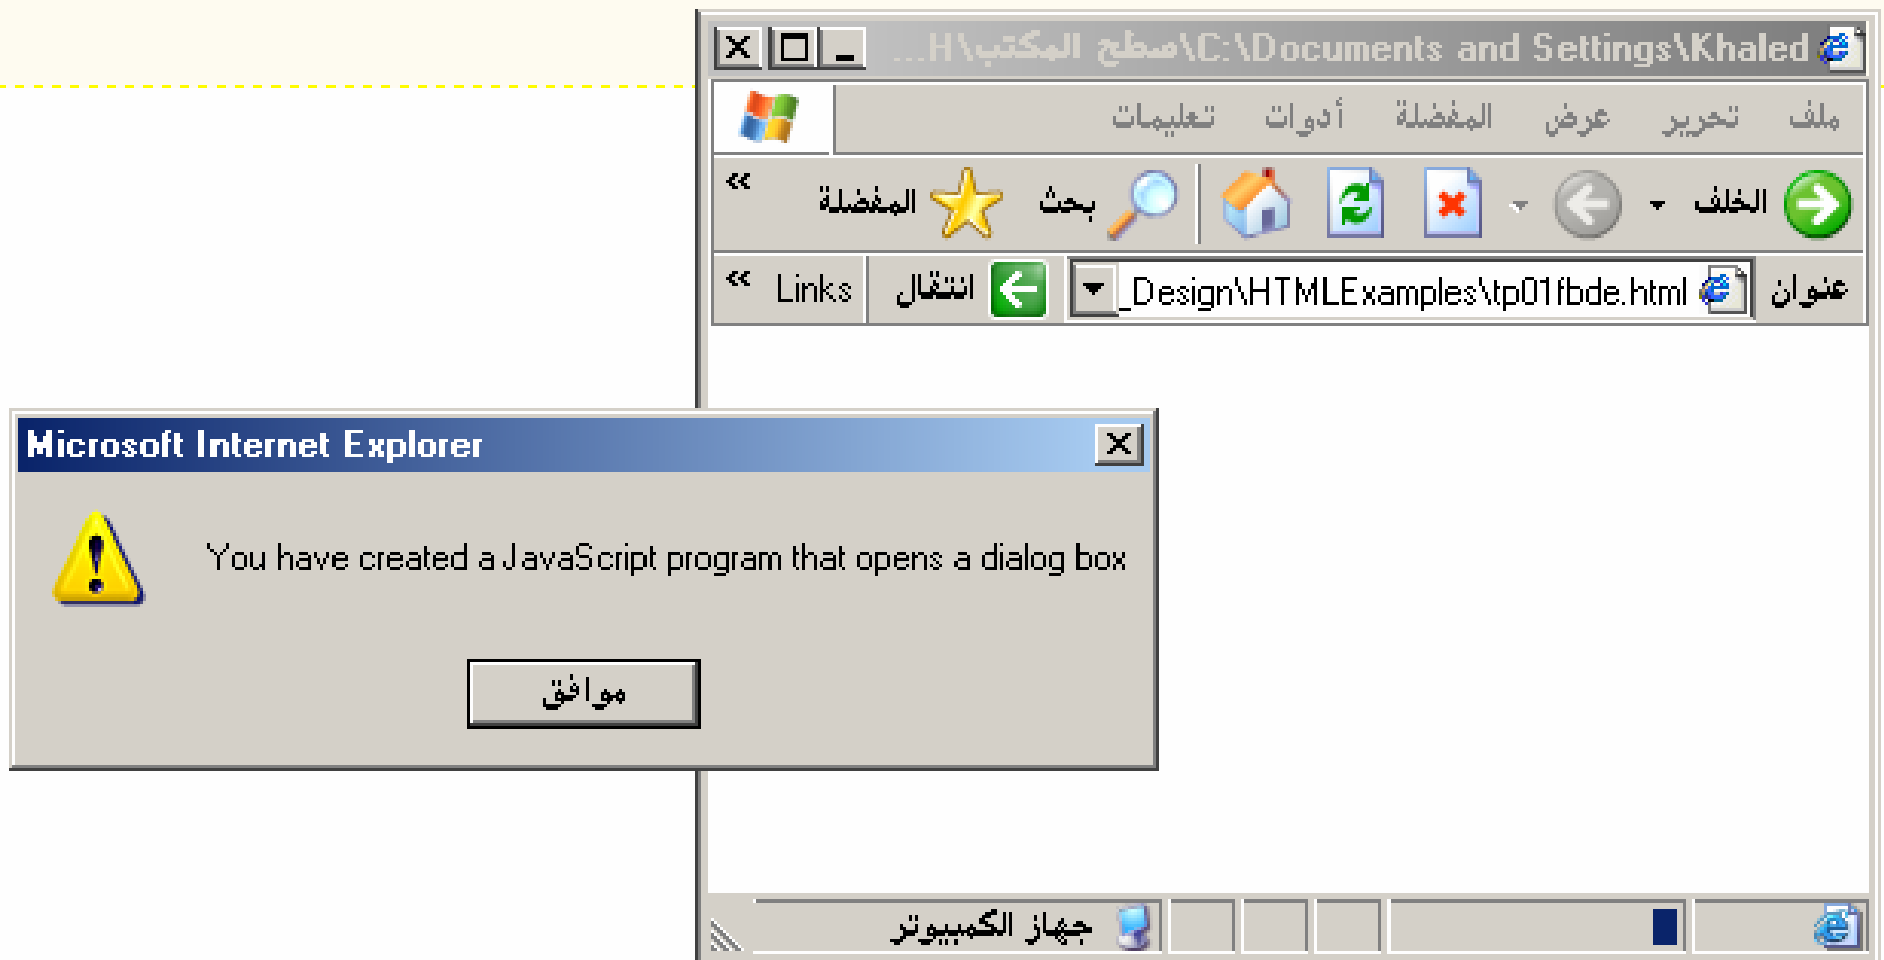 C:\Documents and Settings\Khaled\سطح المكتب\H...
ملف تحرير عرض المفضلة أدوات تعليمات
الخلف بحث المفضلة »
عنوان _Design\HTMLExamples\tp01fbde.html انتقال Links »
Microsoft Internet Explorer
You have created a JavaScript program that opens a dialog box
موافق
جهاز الكمبيوتر